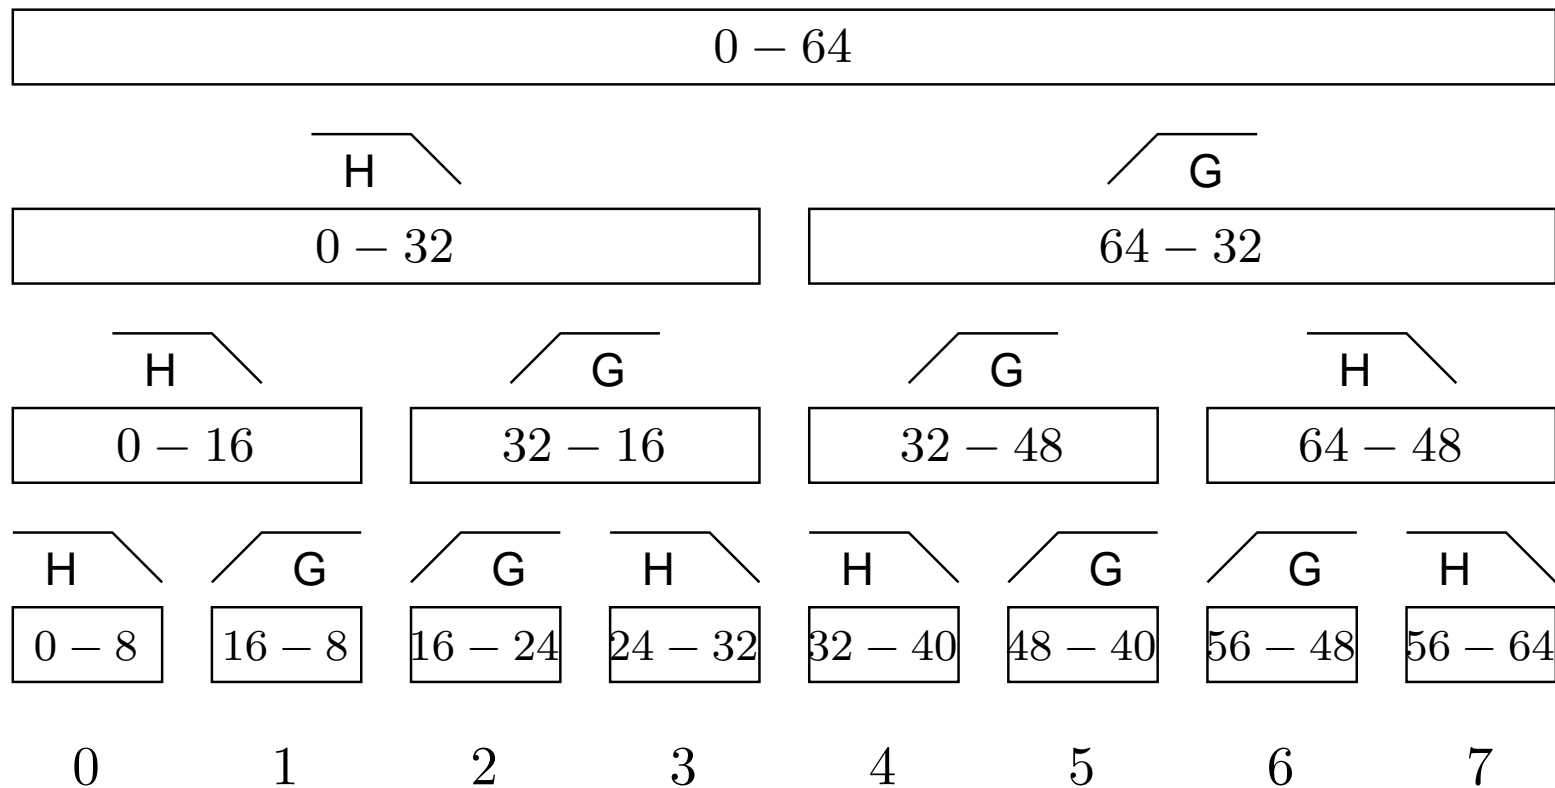 0 − 64
H G
0 − 32 64 − 32
H G G H
0 − 16 32 − 16 32 − 48 64 − 48
H G G H H G G H
0 − 8 16 − 8 16 − 24 24 − 32 32 − 40 48 − 40 56 − 48 56 − 64
0 1 2 3 4 5 6 7